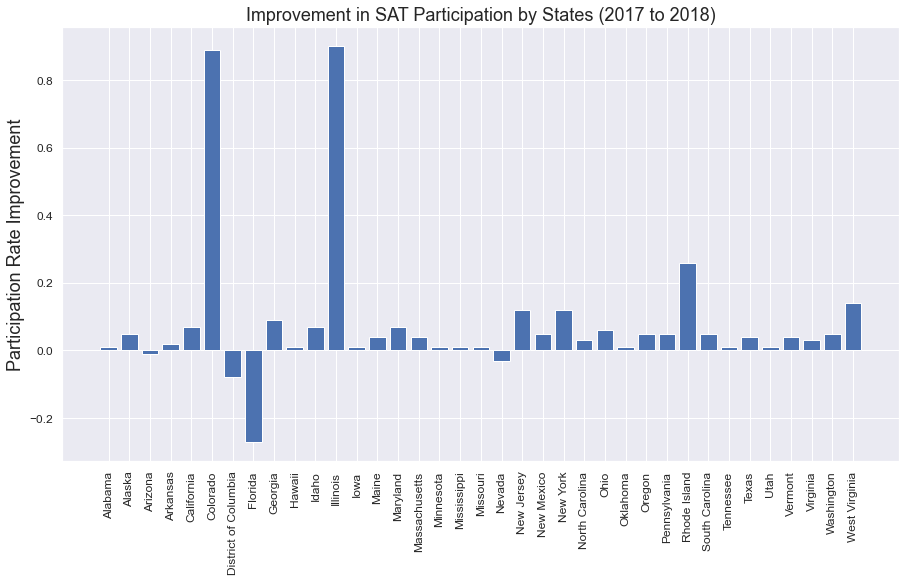 Improvement in SAT Participation by States (2017 to 2018)
Participation Rate Improvement
0.8
0.6
0.4
0.2
0.0
−0.2
Alabama
Alaska
Arizona
Arkansas
California
Colorado
District of Columbia
Florida
Georgia
Hawaii
Idaho
Illinois
Iowa
Maine
Maryland
Massachusetts
Minnesota
Mississippi
Missouri
Nevada
New Jersey
New Mexico
New York
North Carolina
Ohio
Oklahoma
Oregon
Pennsylvania
Rhode Island
South Carolina
Tennessee
Texas
Utah
Vermont
Virginia
Washington
West Virginia